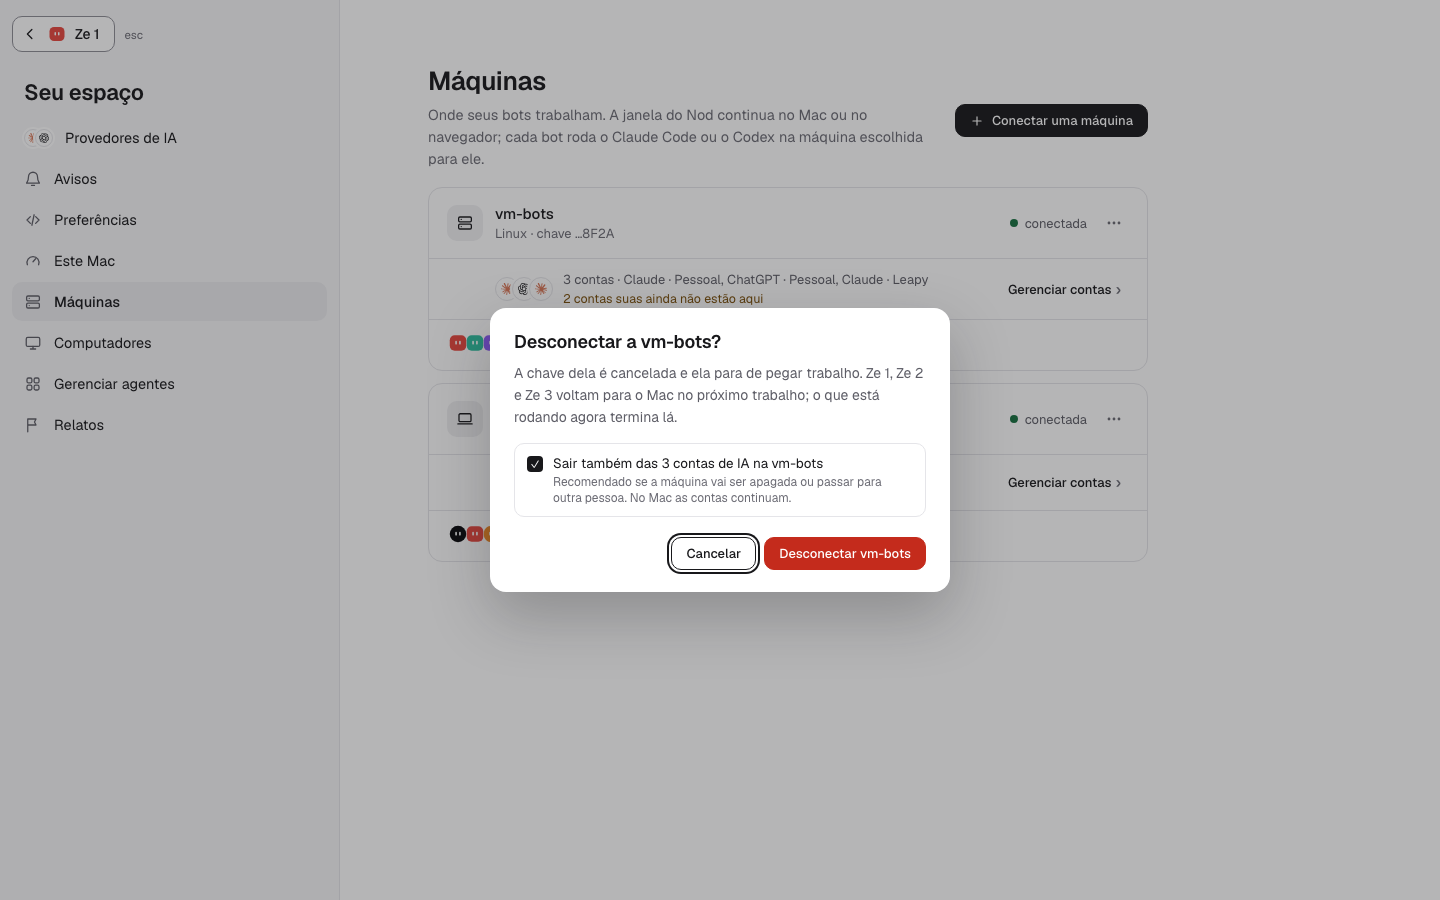 Ze 1
esc
Seu espaço
Provedores de IA
Avisos
Preferências
Este Mac
Máquinas
Computadores
Gerenciar agentes
Relatos
Máquinas
Onde seus bots trabalham. A janela do Nod continua no Mac ou no
navegador; cada bot roda o Claude Code ou o Codex na máquina escolhida
para ele.
Conectar uma máquina
vm-bots
Linux · chave …8F2A
conectada
3 contas · Claude · Pessoal, ChatGPT · Pessoal, Claude · Leapy
2 contas suas ainda não estão aqui
Gerenciar contas
Desconectar a vm-bots?
A chave dela é cancelada e ela para de pegar trabalho. Ze 1, Ze 2
e Ze 3 voltam para o Mac no próximo trabalho; o que está
rodando agora termina lá.
Sair também das 3 contas de IA na vm-bots
Recomendado se a máquina vai ser apagada ou passar para
outra pessoa. No Mac as contas continuam.
Cancelar
Desconectar vm-bots
conectada
Gerenciar contas